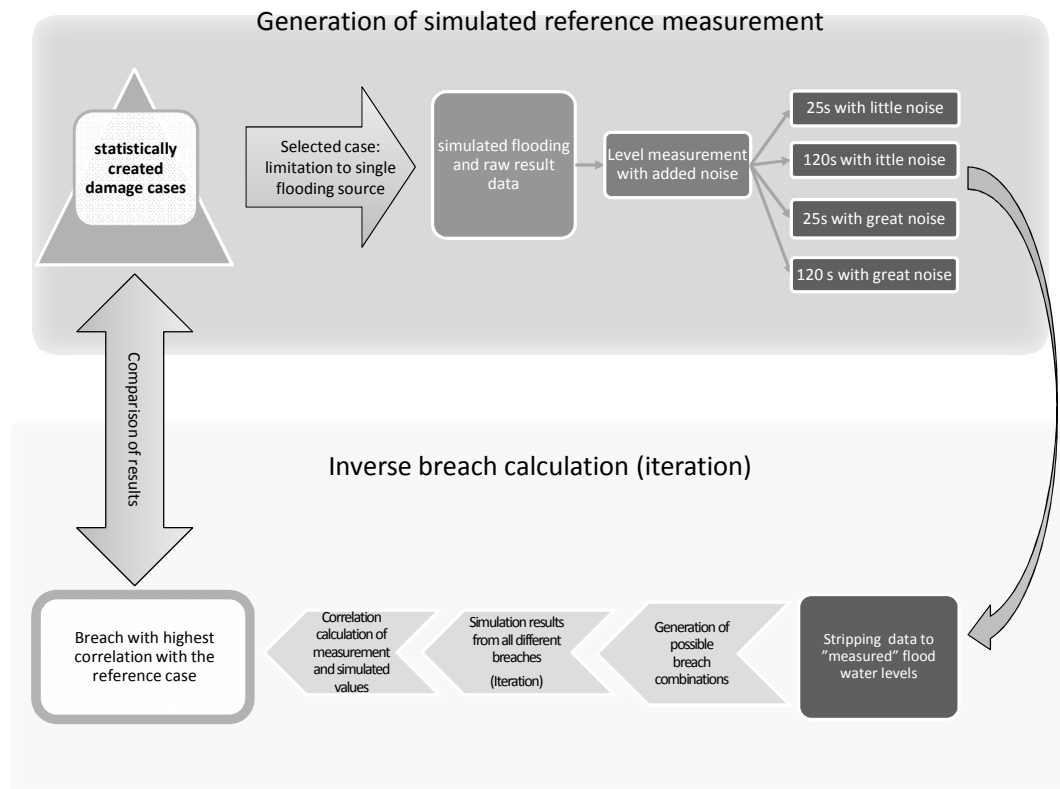 Generation of simulated reference measurement
statistically
created
damage cases
Selected case:
limitation to single
flooding source
simulated flooding
and raw result
data
Level measurement
with added noise
25s with little noise
120s with ittle noise
25s with great noise
120 s with great noise
Comparison of results
Inverse breach calculation (iteration)
Breach with highest
correlation with the
reference case
Correlation
calculation of
measurement
and simulated
values
Simulation results
from all different
breaches
(Iteration)
Generation of
possible
breach
combinations
Stripping data to
”measured” flood
water levels